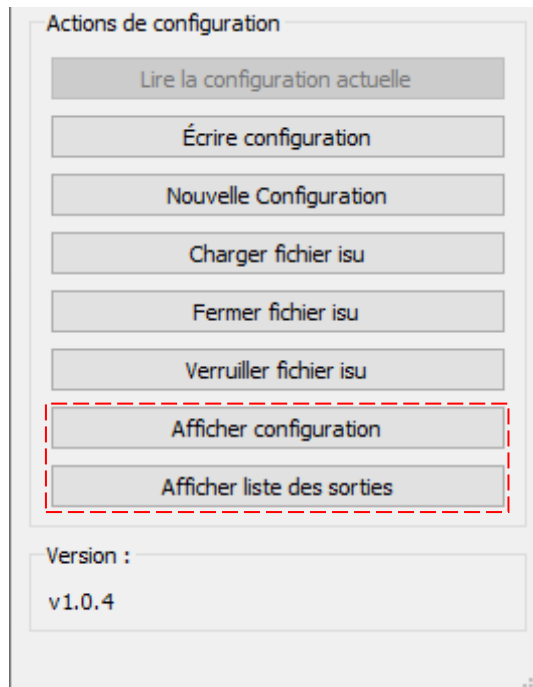 Actions de configuration
Lire la configuration actuelle
Écrire configuration
Nouvelle Configuration
Charger fichier isu
Fermer fichier isu
Verruiller fichier isu
Afficher configuration
Afficher liste des sorties
Version :
v1.0.4